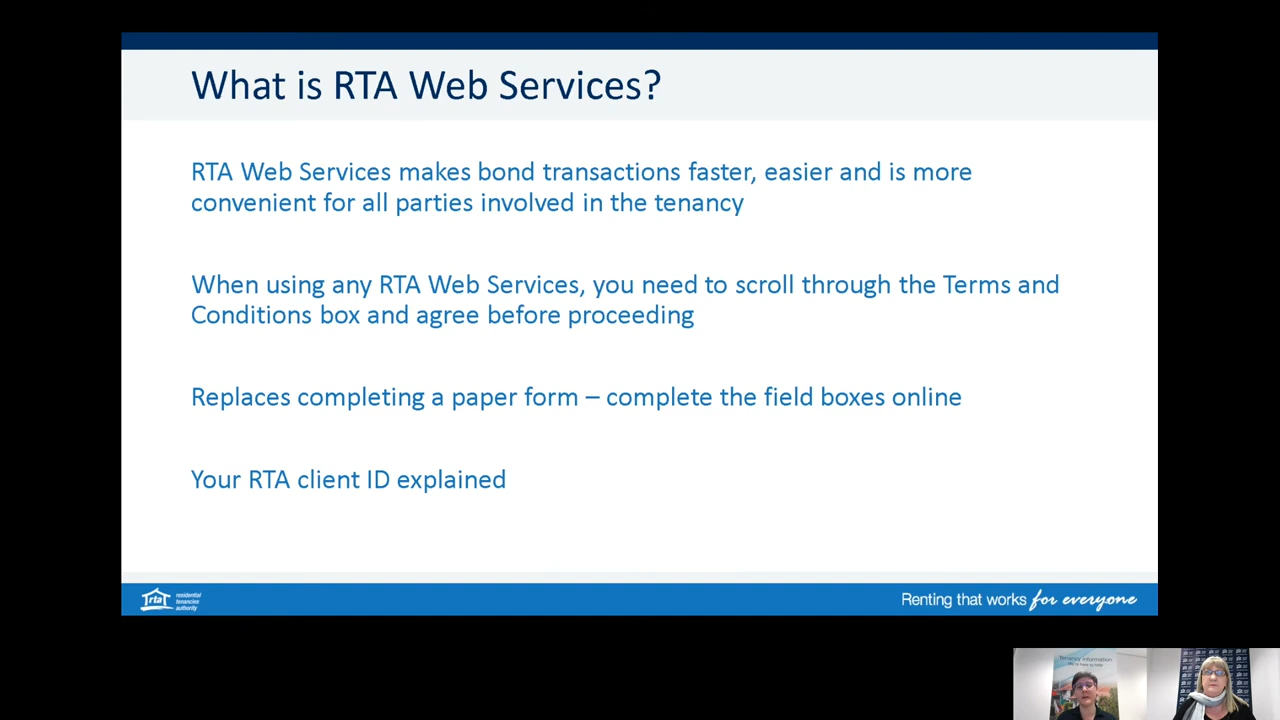 What is RTA Web Services?
RTA Web Services makes bond transactions faster, easier and is more
convenient for all parties involved in the tenancy
When using any RTA Web Services, you need to scroll through the Terms and
Conditions box and agree before proceeding
Replaces completing a paper form – complete the field boxes online
Your RTA client ID explained
rta
residential
tenancies
authority
Renting that works for everyone
Tenancy information